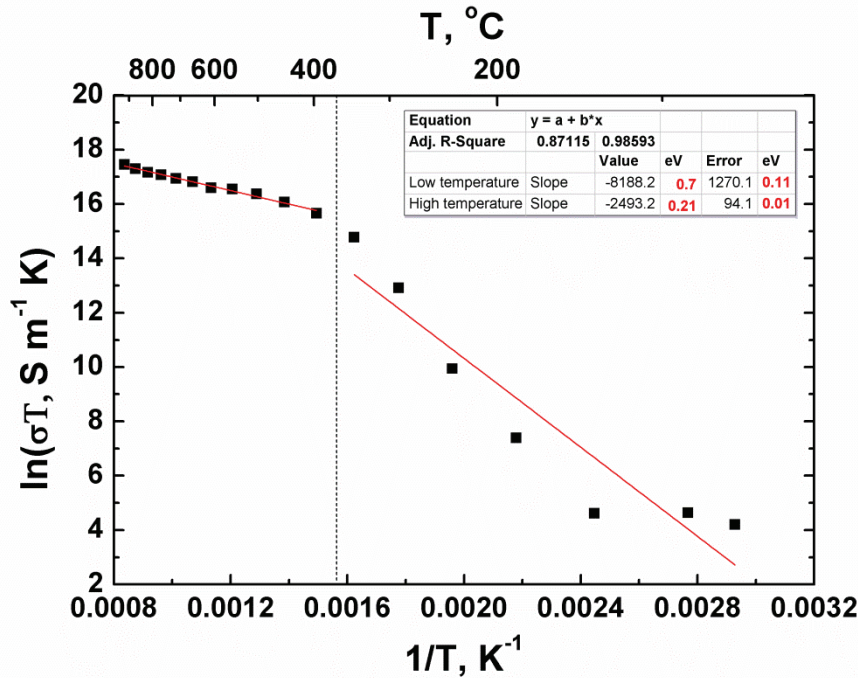 T, °C
800 600 400 200
20
18
16
14
12
10
8
6
4
2
ln(σT, S m⁻¹ K)
Equation y = a + b*x
Adj. R-Square 0.87115 0.98593
Value eV Error eV
Low temperature Slope -8188.2 0.7 1270.1 0.11
High temperature Slope -2493.2 0.21 94.1 0.01
0.0008 0.0012 0.0016 0.0020 0.0024 0.0028 0.0032
1/T, K⁻¹